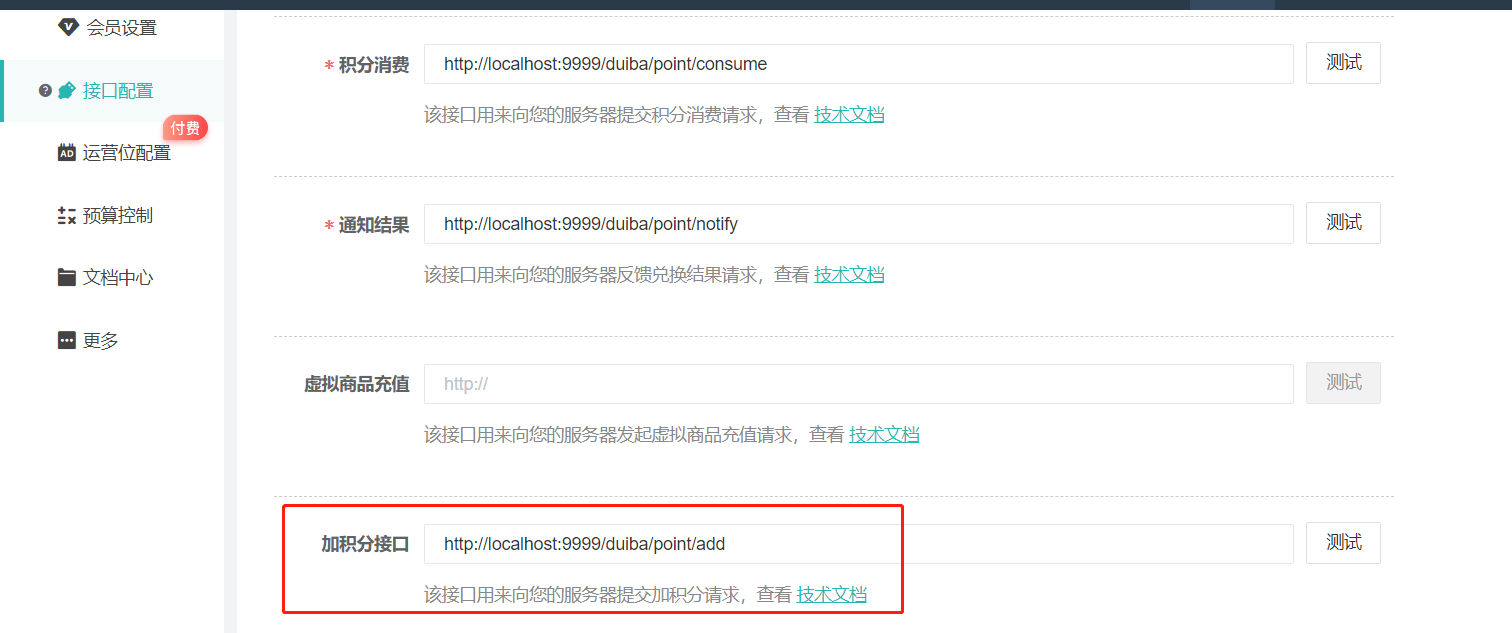 会员设置
接口配置
付费
AD 运营位配置
预算控制
文档中心
更多
* 积分消费 http://localhost:9999/duiba/point/consume 测试
该接口用来向您的服务器提交积分消费请求，查看 技术文档
* 通知结果 http://localhost:9999/duiba/point/notify 测试
该接口用来向您的服务器反馈兑换结果请求，查看 技术文档
虚拟商品充值 http:// 测试
该接口用来向您的服务器发起虚拟商品充值请求，查看 技术文档
加积分接口 http://localhost:9999/duiba/point/add 测试
该接口用来向您的服务器提交加积分请求，查看 技术文档